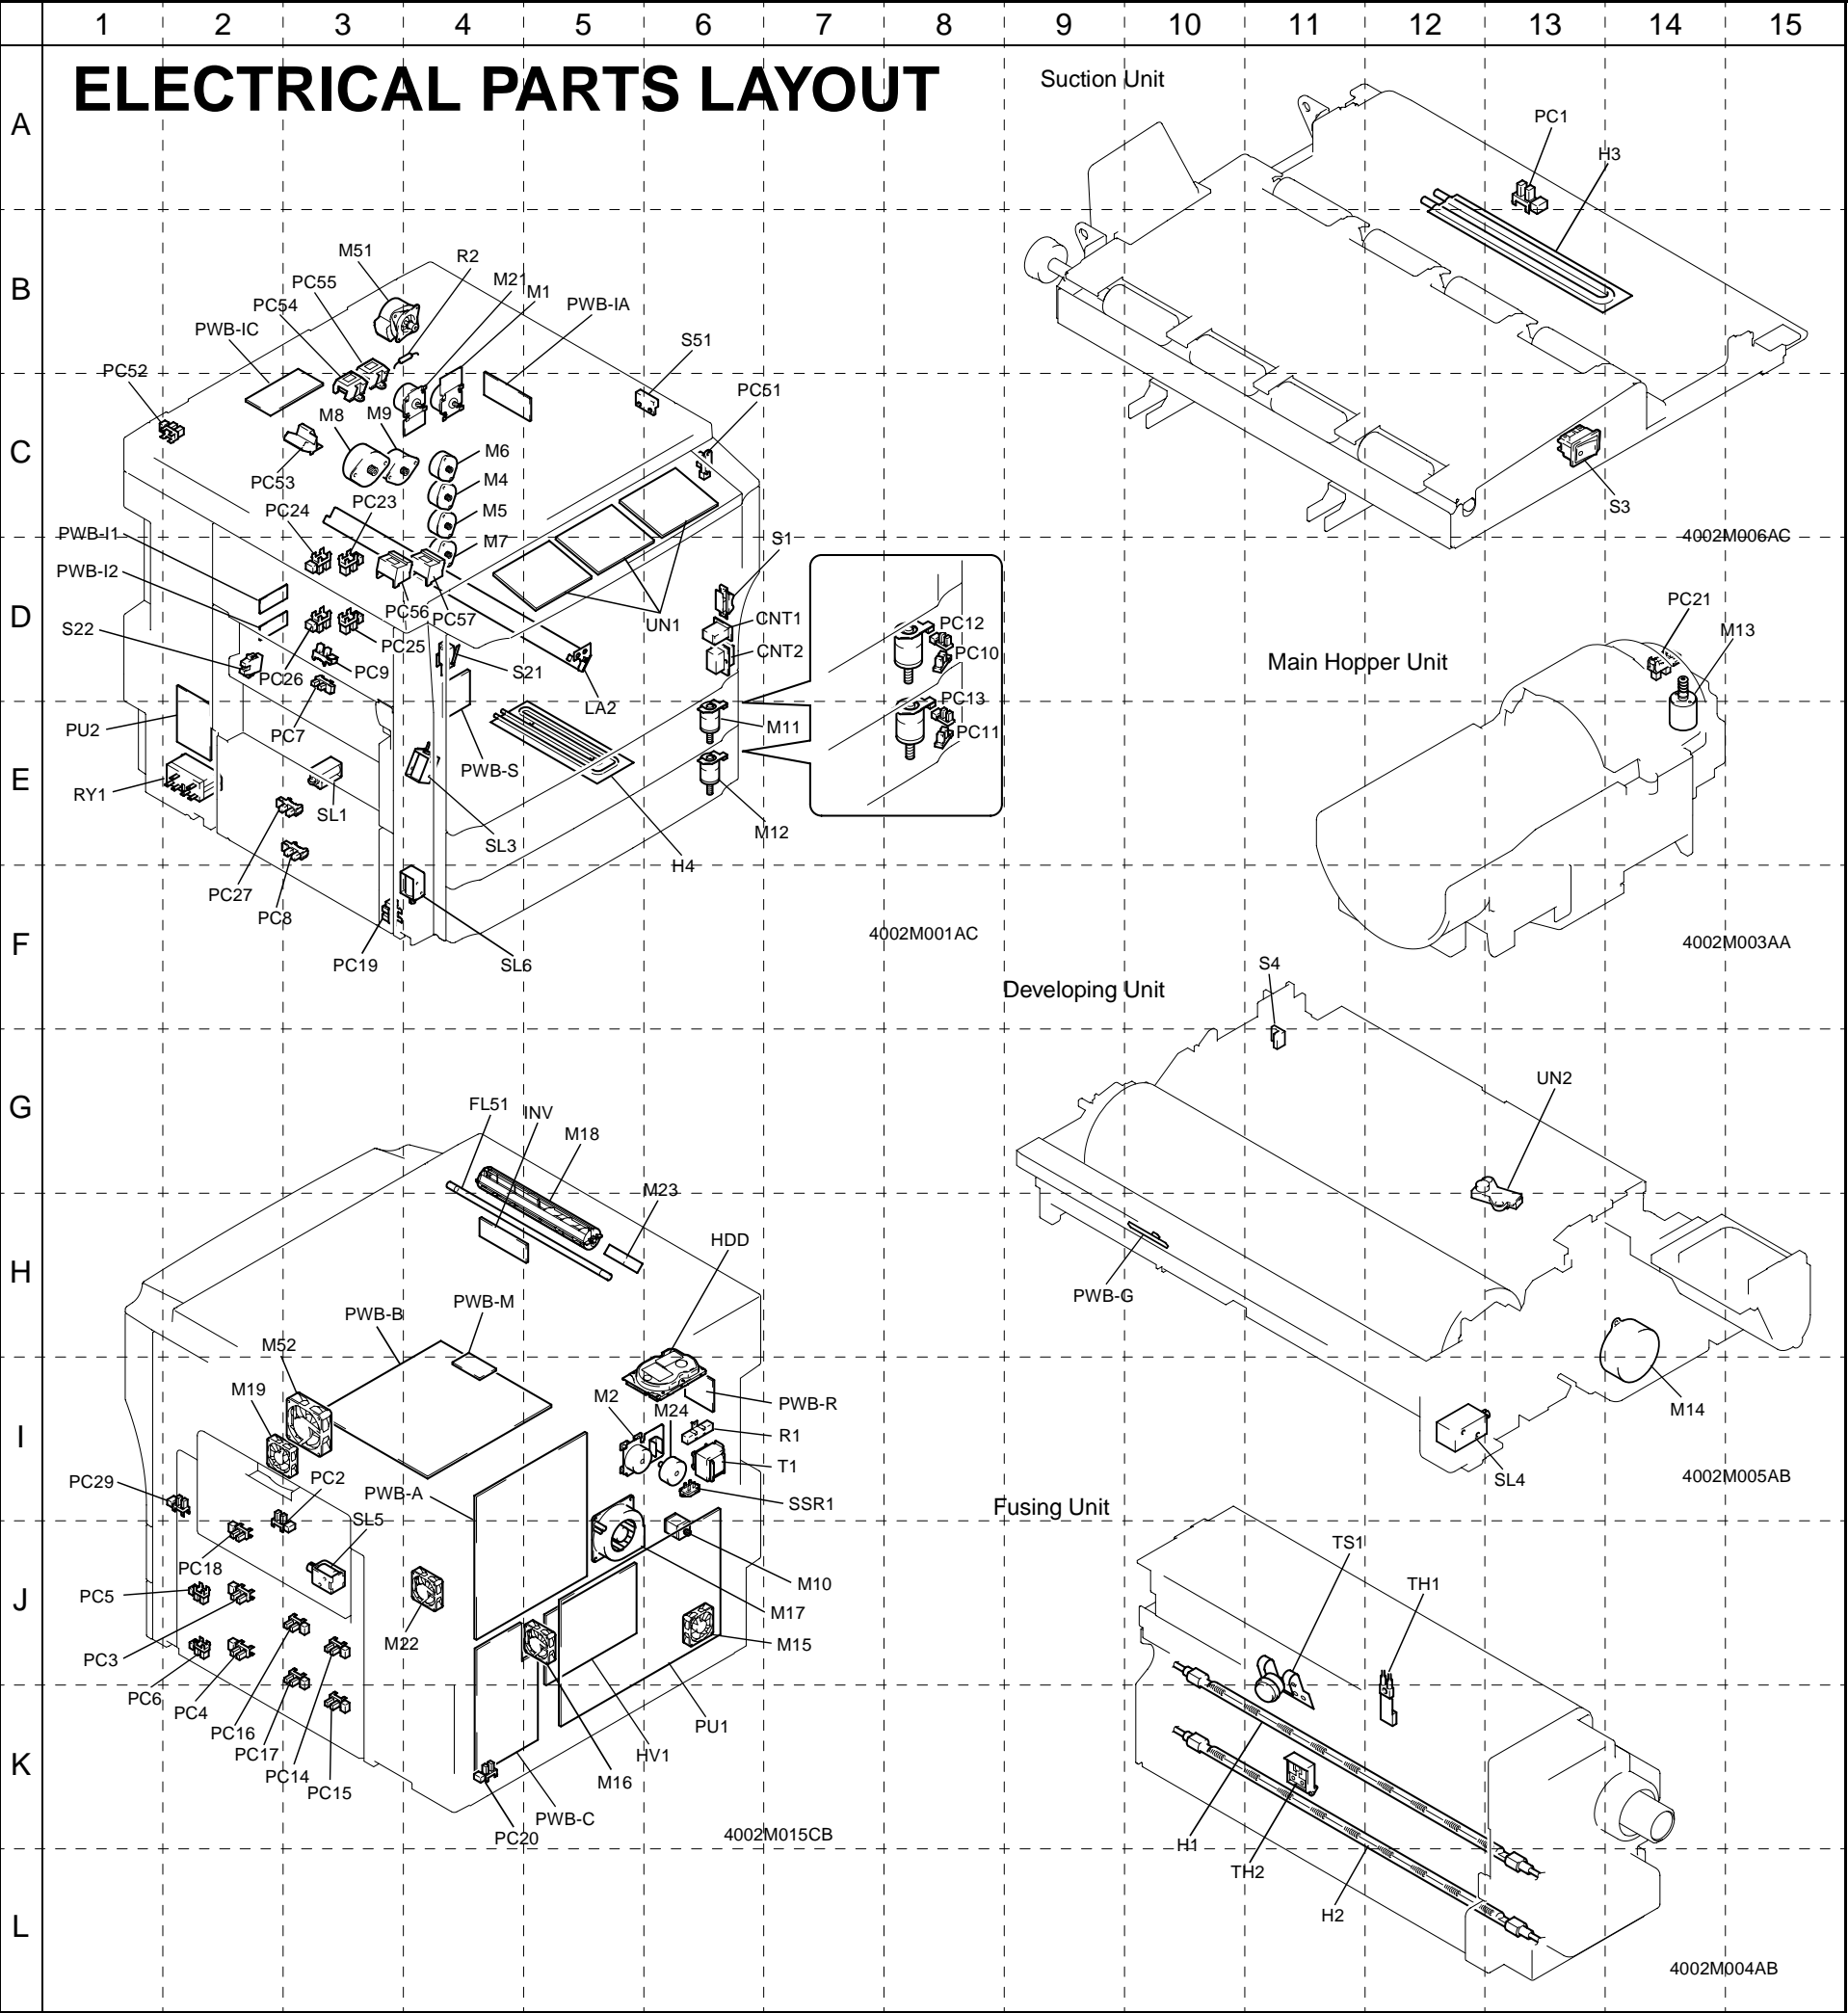 1 2 3 4 5 6 7 8 9 10 11 12 13 14 15
ELECTRICAL PARTS LAYOUT
Suction Unit
A
PC1
H3
B
M51
R2
PC55
M21
M1
PC54
PWB-IA
PWB-IC
S51
PC52
PC51
M8
M9
C
M6
M4
PC53
PC23
PC24
M5
S3
PWB-I1
M7
S1
4002M006AC
PWB-I2
PC56
PC57
D
S22
UN1
CNT1
PC12
PC21
M13
PC25
CNT2
PC10
Main Hopper Unit
PC26
PC9
S21
LA2
PC13
PU2
PC7
M11
PC11
PWB-S
E
RY1
SL1
M12
SL3
H4
PC27
PC8
F
4002M001AC
4002M003AA
PC19
SL6
S4
Developing Unit
UN2
G
FL51
INV
M18
M23
HDD
H
PWB-G
PWB-M
PWB-B
M52
M19
M2
M24
PWB-R
M14
I
R1
T1
PC29
PC2
PWB-A
SSR1
SL4
4002M005AB
SL5
Fusing Unit
TS1
PC18
TH1
J
PC5
M10
M17
M22
M15
PC3
PC6
PC4
PC16
PU1
PC17
HV1
K
PC14
PC15
M16
PWB-C
PC20
4002M015CB
H1
TH2
L
H2
4002M004AB